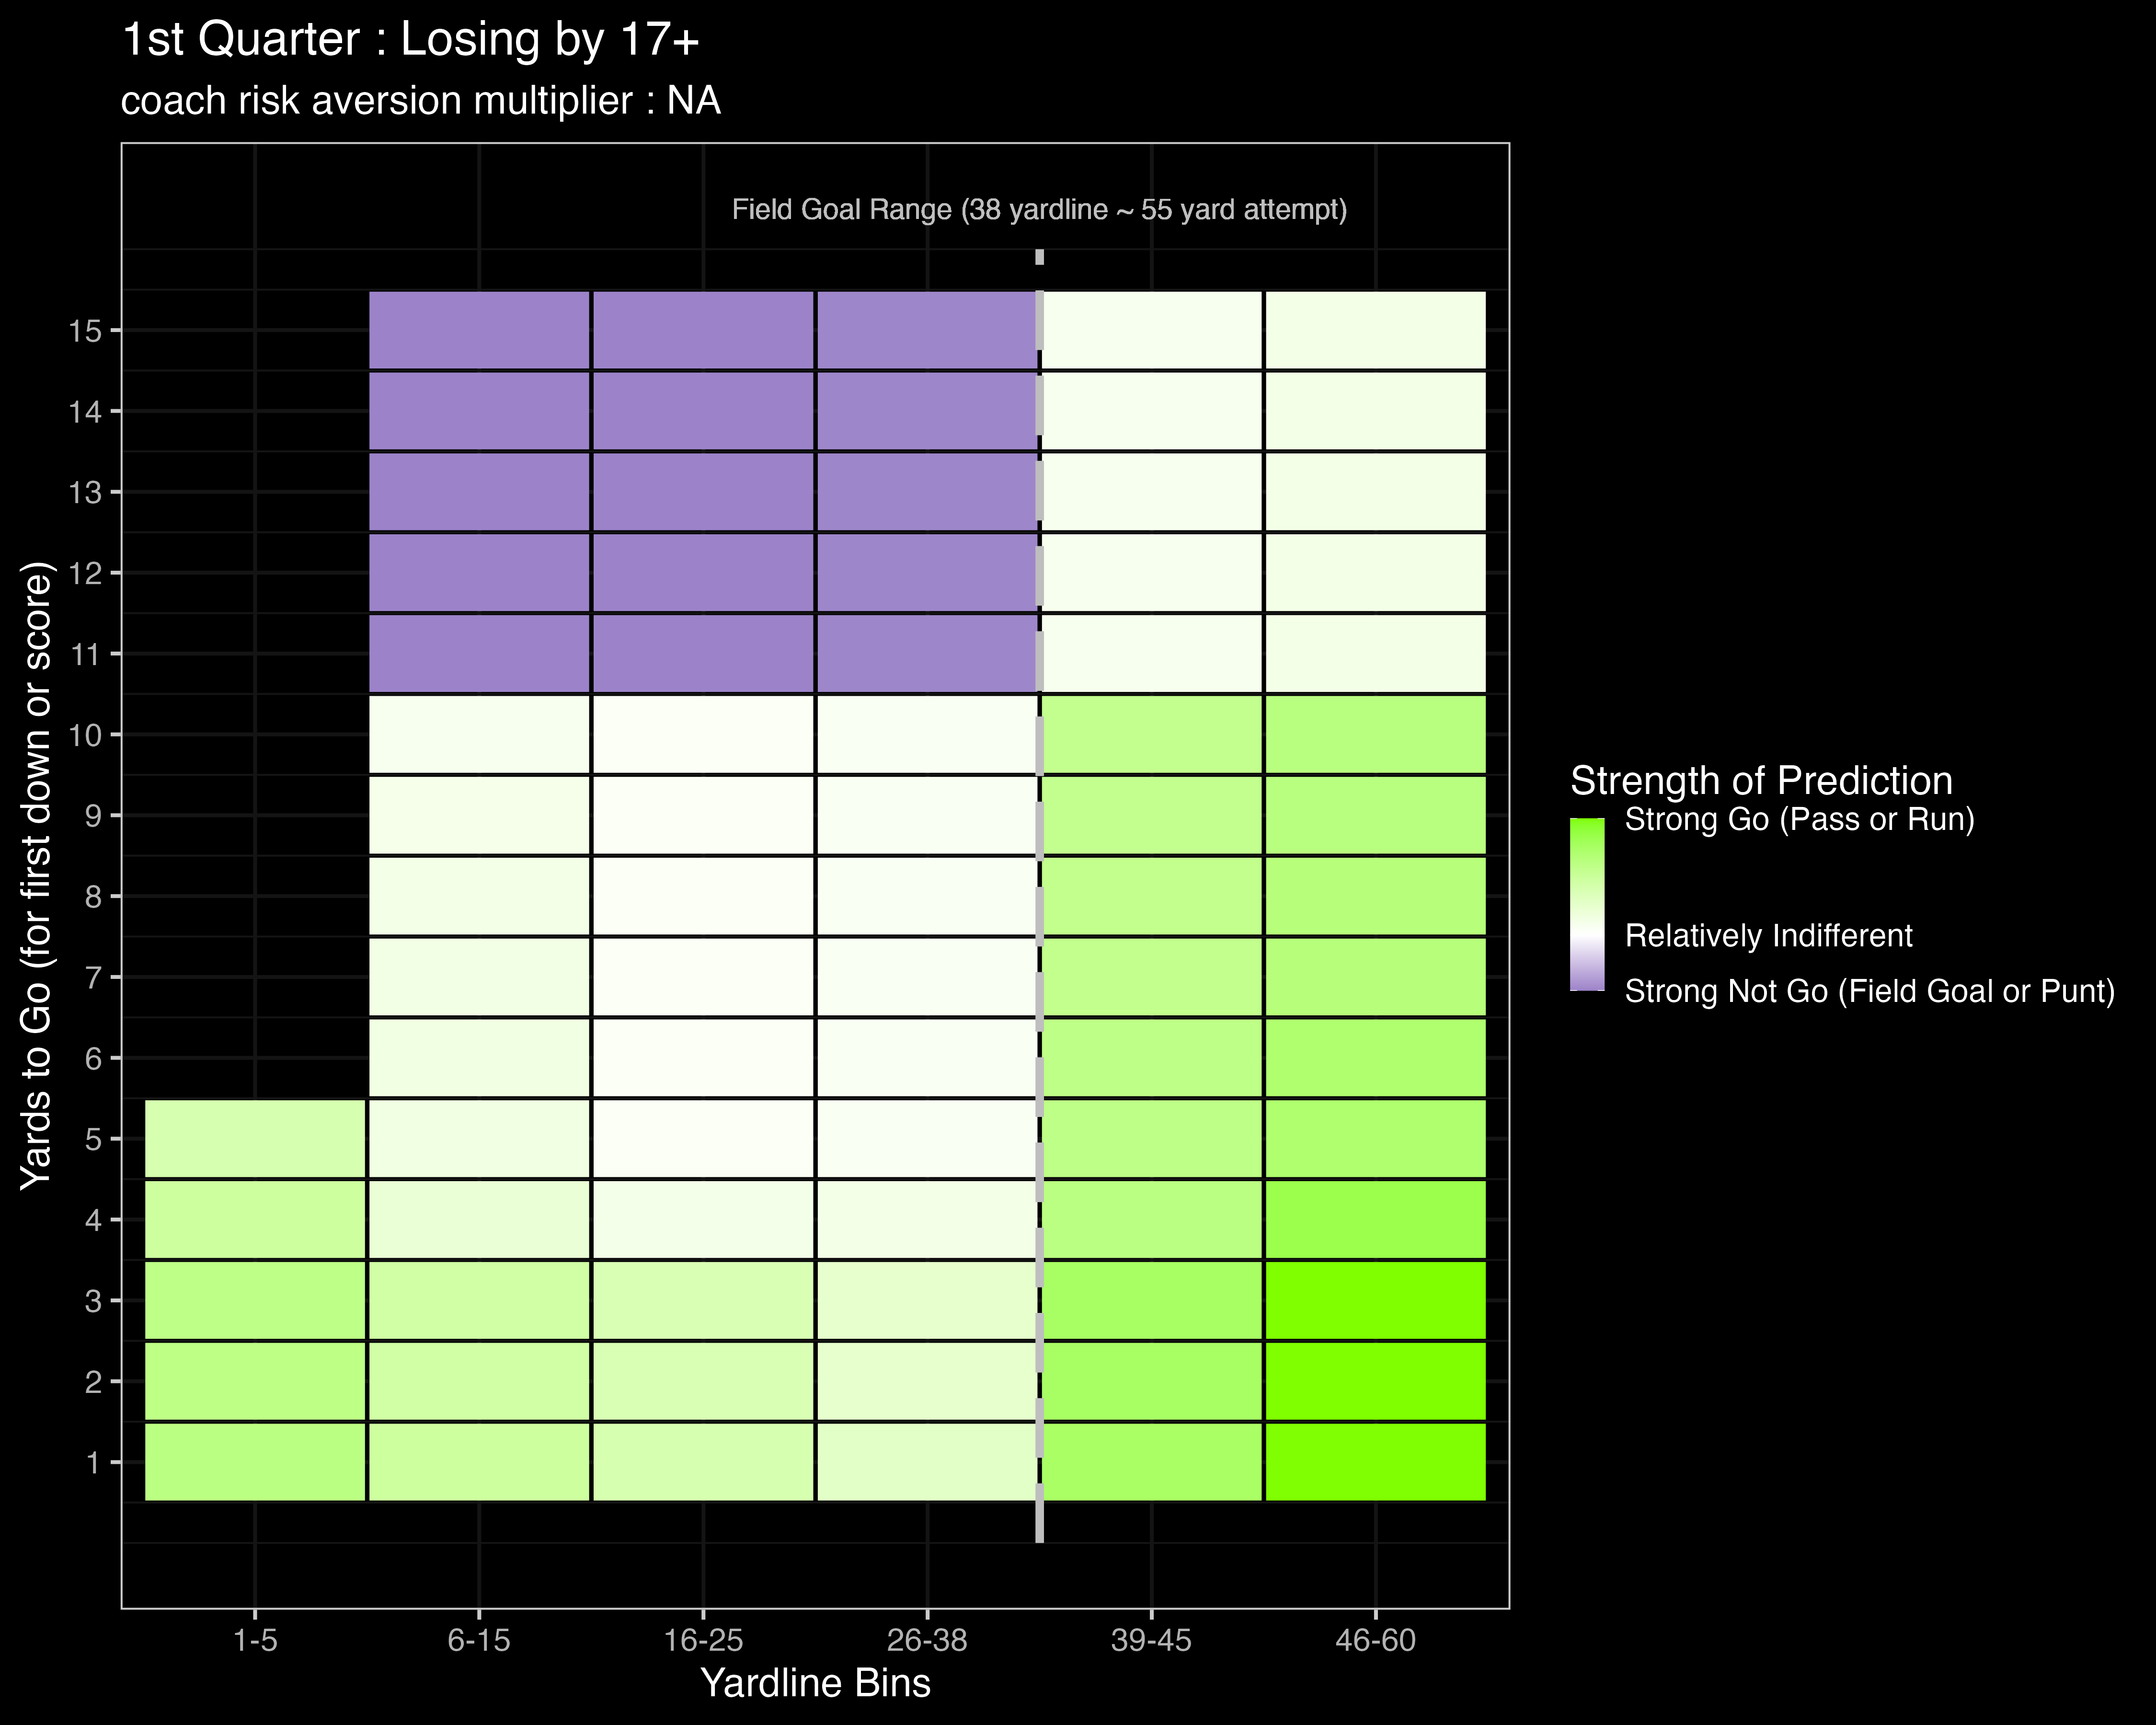 1st Quarter : Losing by 17+
coach risk aversion multiplier : NA
Field Goal Range (38 yardline ~ 55 yard attempt)
Yards to Go (for first down or score)
15
14
13
12
11
10
9
8
7
6
5
4
3
2
1
1-5
6-15
16-25
26-38
39-45
46-60
Yardline Bins
Strength of Prediction
Strong Go (Pass or Run)
Relatively Indifferent
Strong Not Go (Field Goal or Punt)